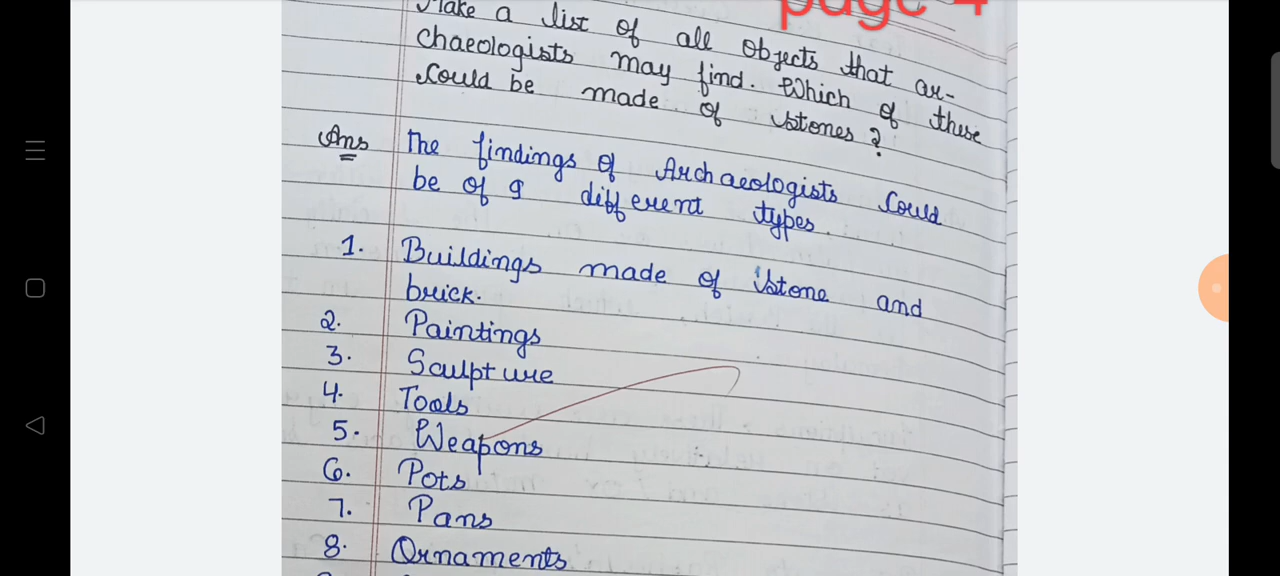 page 4
Make a list of all objects that ar-
chaeologists may find. Which of these
could be made of stones?
Ans The findings of Archaeologists could
be of 9 different types.
1. Buildings made of stone and
brick.
2. Paintings
3. Sculpture
4. Tools
5. Weapons
6. Pots
7. Pans
8. Ornaments